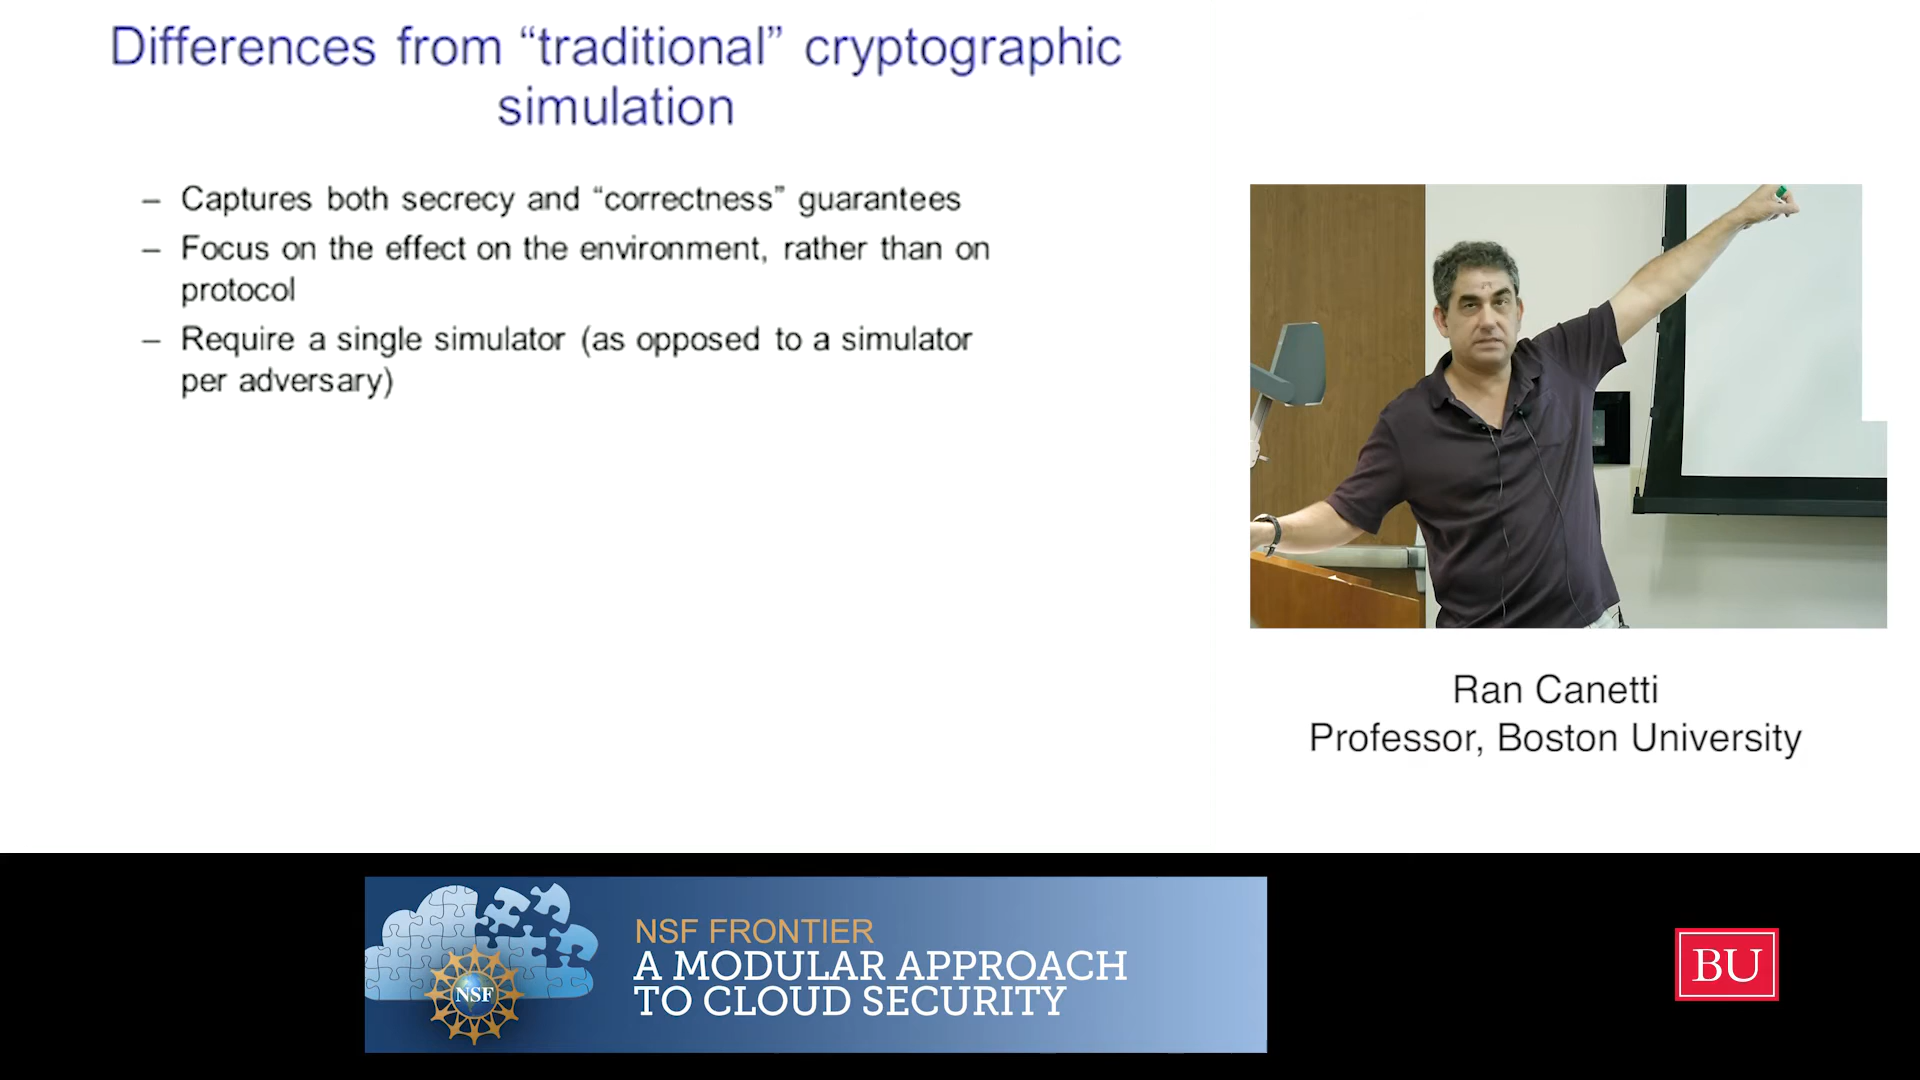 Differences from “traditional” cryptographic
simulation
– Captures both secrecy and “correctness” guarantees
– Focus on the effect on the environment, rather than on
protocol
– Require a single simulator (as opposed to a simulator
per adversary)
Ran Canetti
Professor, Boston University
NSF FRONTIER
A MODULAR APPROACH
TO CLOUD SECURITY
NSF
BU